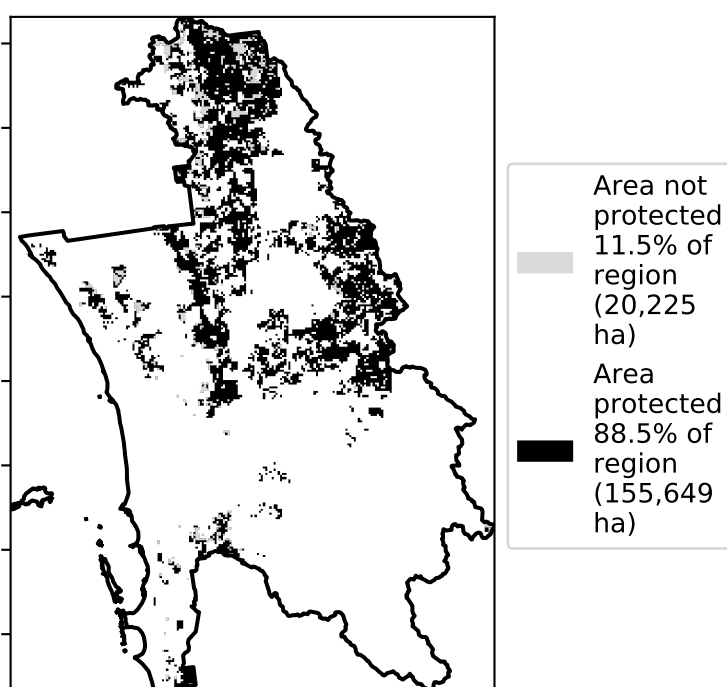 Area not
protected
11.5% of
region
(20,225
ha)
Area
protected
88.5% of
region
(155,649
ha)